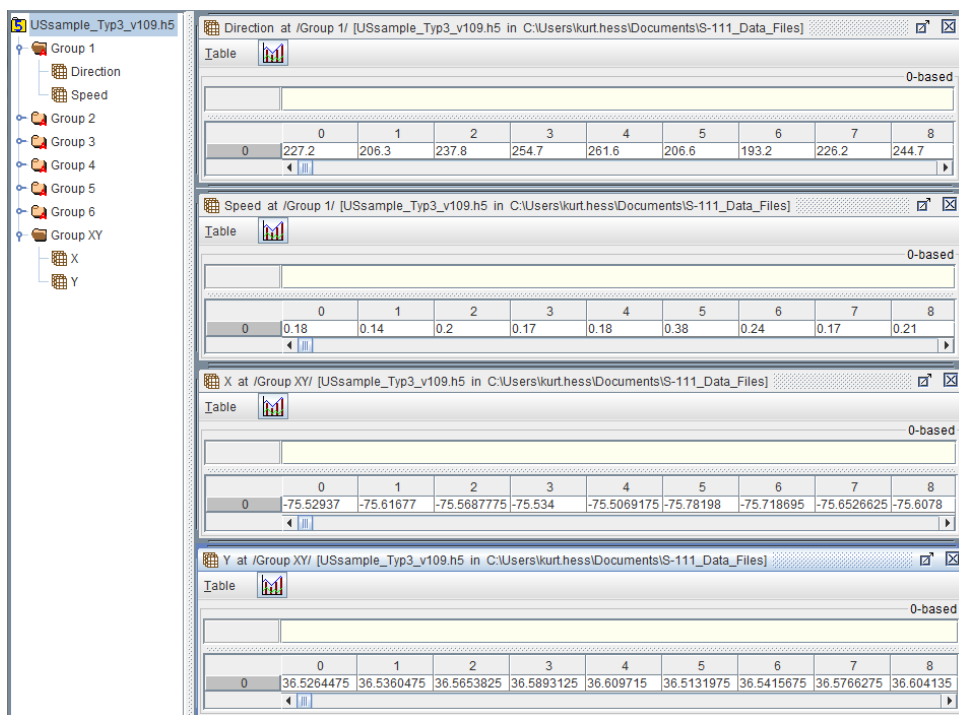 USsample_Typ3_v109.h5
Group 1
Direction
Speed
Group 2
Group 3
Group 4
Group 5
Group 6
Group XY
X
Y
Direction at /Group 1/ [USsample_Typ3_v109.h5 in C:\Users\kurt.hess\Documents\S-111_Data_Files]
Table
0-based
0 1 2 3 4 5 6 7 8
0 227.2 206.3 237.8 254.7 261.6 206.6 193.2 226.2 244.7
Speed at /Group 1/ [USsample_Typ3_v109.h5 in C:\Users\kurt.hess\Documents\S-111_Data_Files]
Table
0-based
0 1 2 3 4 5 6 7 8
0 0.18 0.14 0.2 0.17 0.18 0.38 0.24 0.17 0.21
X at /Group XY/ [USsample_Typ3_v109.h5 in C:\Users\kurt.hess\Documents\S-111_Data_Files]
Table
0-based
0 1 2 3 4 5 6 7 8
0 -75.52937 -75.61677 -75.5687775 -75.534 -75.5069175 -75.78198 -75.718695 -75.6526625 -75.6078
Y at /Group XY/ [USsample_Typ3_v109.h5 in C:\Users\kurt.hess\Documents\S-111_Data_Files]
Table
0-based
0 1 2 3 4 5 6 7 8
0 36.5264475 36.5360475 36.5653825 36.5893125 36.609715 36.5131975 36.5415675 36.5766275 36.604135